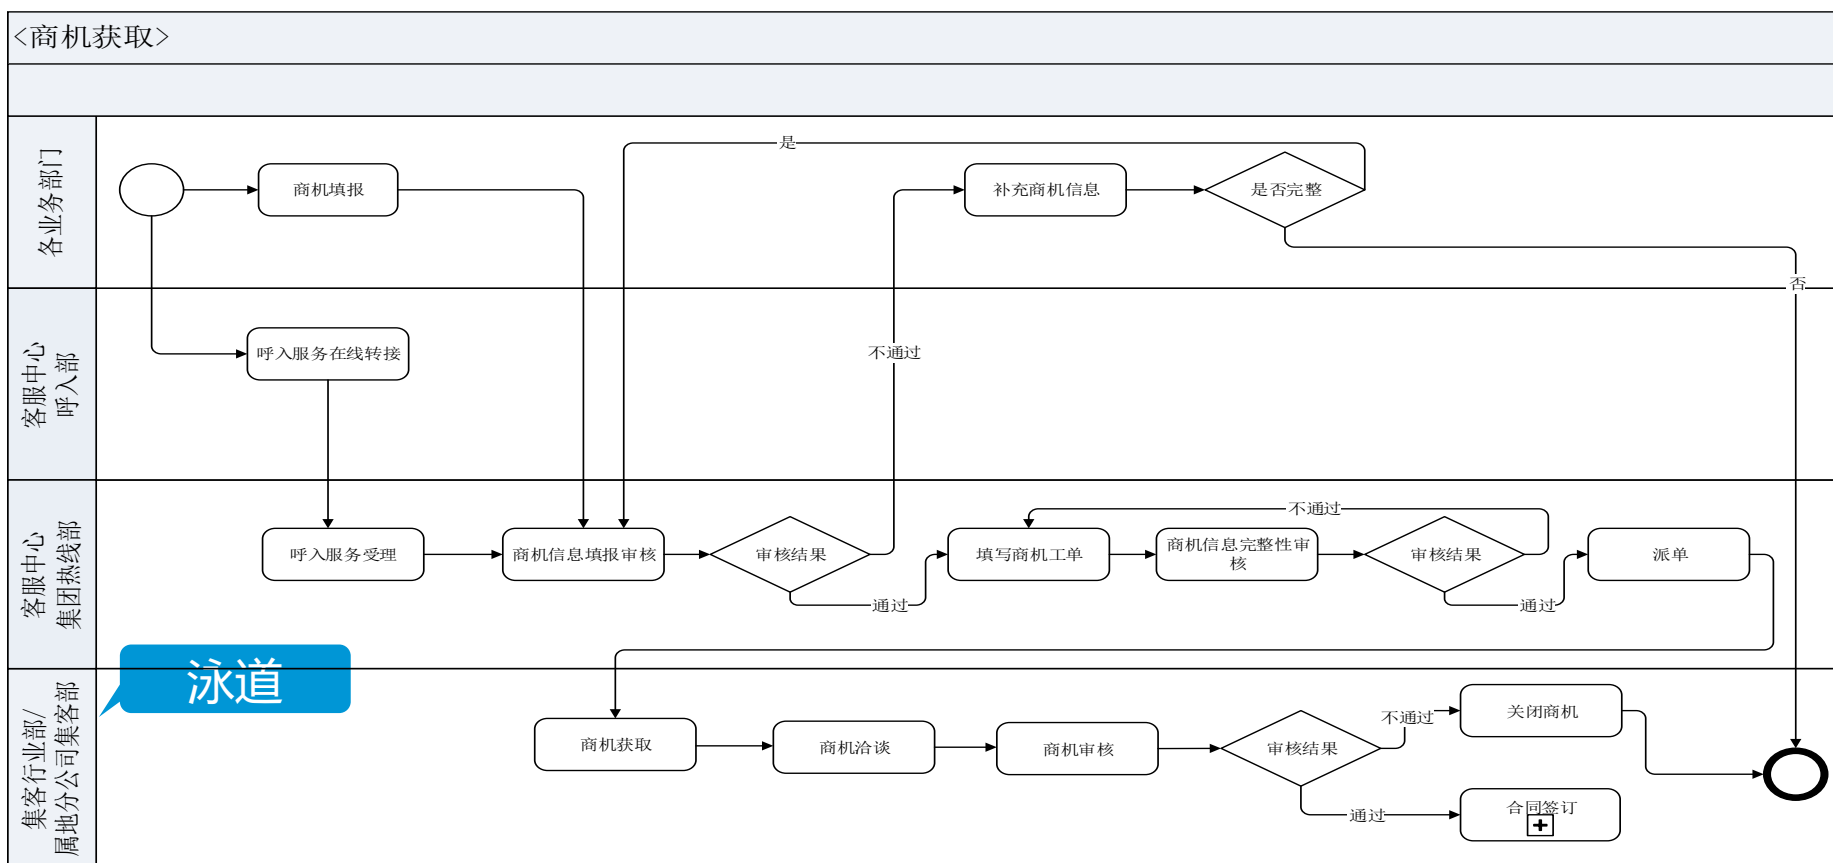 <商机获取>
各业务部门
商机填报
是
补充商机信息
是否完整
否
客服中心
呼入部
呼入服务在线转接
不通过
客服中心
集团热线部
呼入服务受理
商机信息填报审核
审核结果
通过
填写商机工单
商机信息完整性审
核
不通过
审核结果
通过
派单
泳道
集客行业部/
属地分公司集客部
商机获取
商机洽谈
商机审核
审核结果
不通过
关闭商机
通过
合同签订